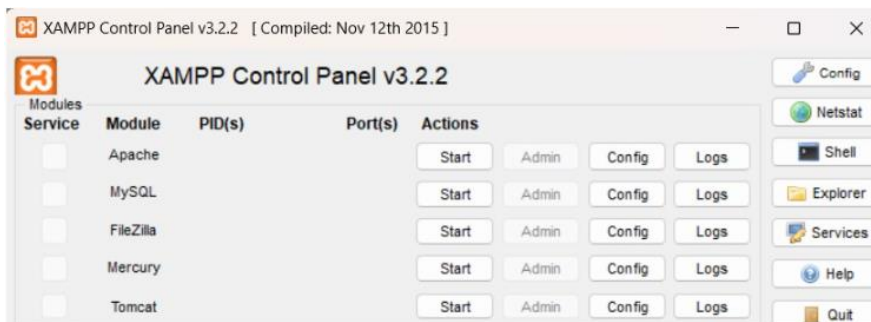 XAMPP Control Panel v3.2.2 [ Compiled: Nov 12th 2015 ]
XAMPP Control Panel v3.2.2
Config
Modules
Netstat
Service Module PID(s) Port(s) Actions
Apache Start Admin Config Logs
Shell
MySQL Start Admin Config Logs
Explorer
FileZilla Start Admin Config Logs
Services
Mercury Start Admin Config Logs
Help
Tomcat Start Admin Config Logs
Quit